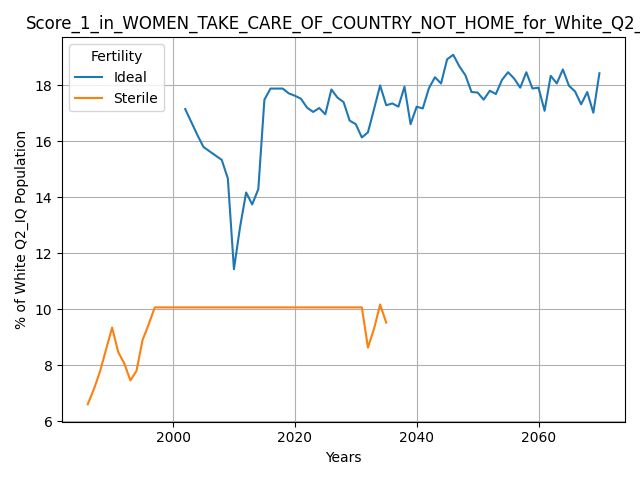 Score_1_in_WOMEN_TAKE_CARE_OF_COUNTRY_NOT_HOME_for_White_Q2_
Fertility
Ideal
Sterile
% of White Q2_IQ Population
18
16
14
12
10
8
6
2000 2020 2040 2060
Years